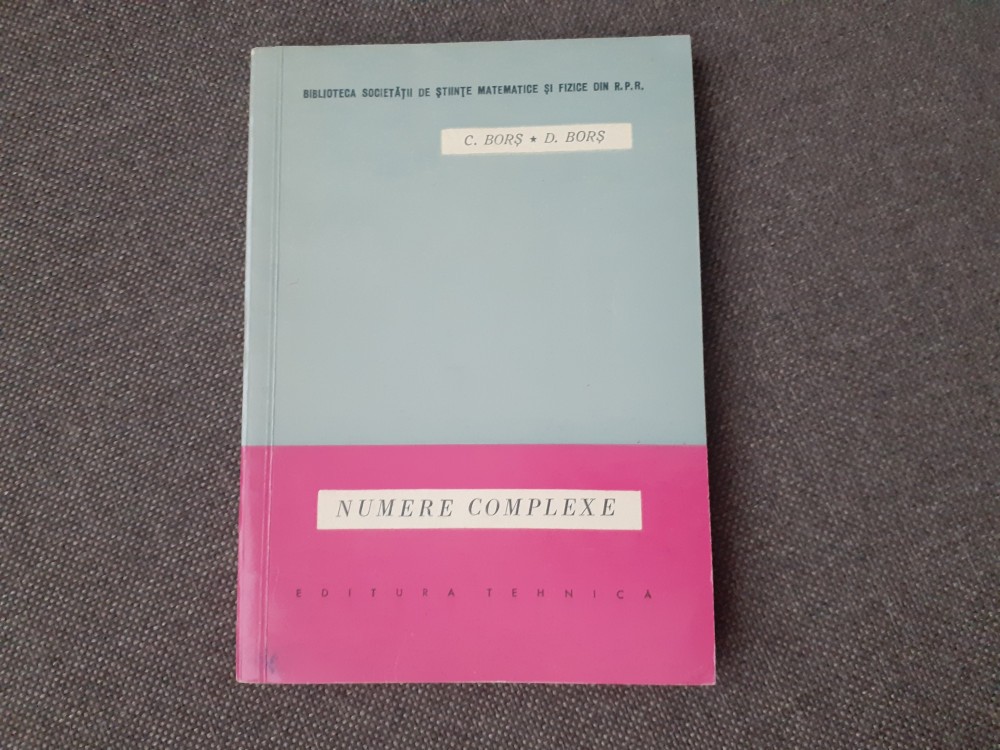 BIBLIOTECA SOCIETĂȚII DE ȘTIINȚE MATEMATICE ȘI FIZICE DIN R.P.R.
C. BORȘ ★ D. BORȘ
NUMERE COMPLEXE
EDITURA TEHNICĂ